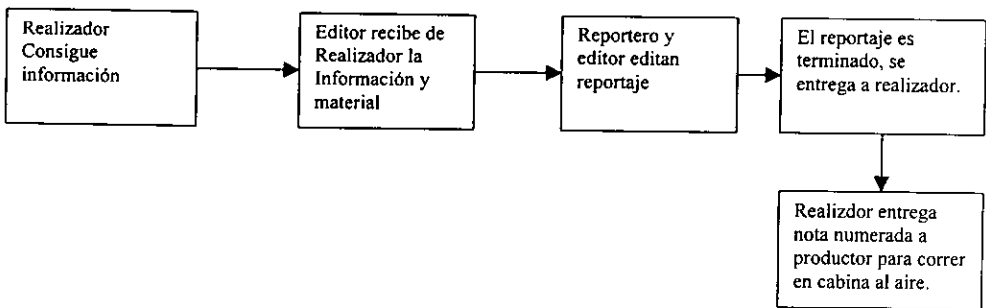 Realizador
Consigue
información
Editor recibe de
Realizador la
Información y
material
Reportero y
editor editan
reportaje
El reportaje es
terminado, se
entrega a realizador.
Realizdor entrega
nota numerada a
productor para correr
en cabina al aire.